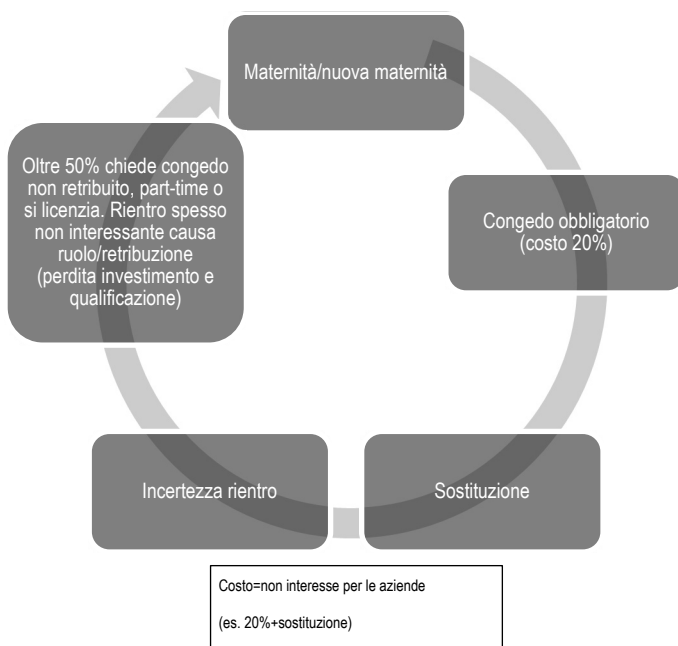 Maternità/nuova maternità
Congedo obbligatorio
(costo 20%)
Sostituzione
Incertezza rientro
Oltre 50% chiede congedo
non retribuito, part-time o
si licenzia. Rientro spesso
non interessante causa
ruolo/retribuzione
(perdita investimento e
qualificazione)
Costo=non interesse per le aziende
(es. 20%+sostituzione)